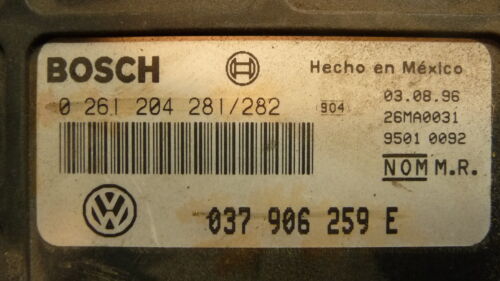 BOSCH
Hecho en México
0 261 204 281/282
904
03.08.96
26MA0031
9501 0092
NOM M.R.
037 906 259 E